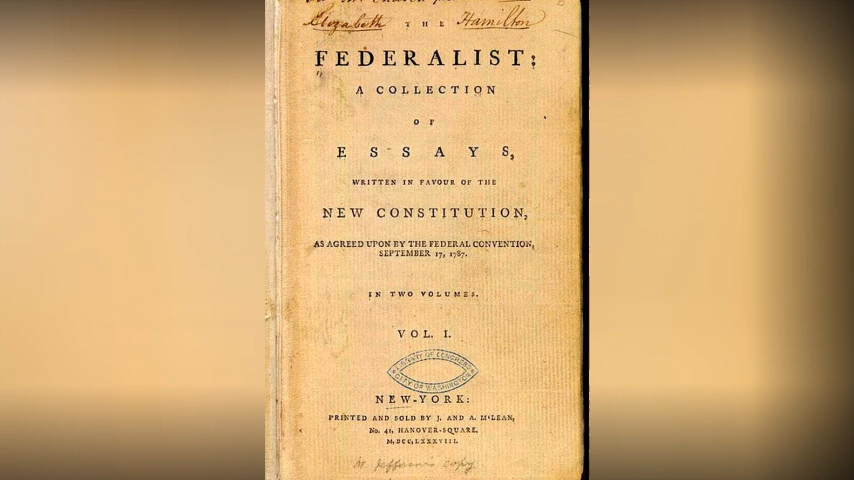 Elizabeth Hamilton
THE
FEDERALIST:
A COLLECTION
OF
ESSAYS,
WRITTEN IN FAVOUR OF THE
NEW CONSTITUTION,
AS AGREED UPON BY THE FEDERAL CONVENTION,
SEPTEMBER 17, 1787.
IN TWO VOLUMES.
VOL. I.
LIBRARY OF CONGRESS
CITY OF WASHINGTON
NEW-YORK:
PRINTED AND SOLD BY J. AND A. M‘LEAN,
No. 41, HANOVER-SQUARE.
M,DCC,LXXXVIII.
Mr. Jefferson's copy